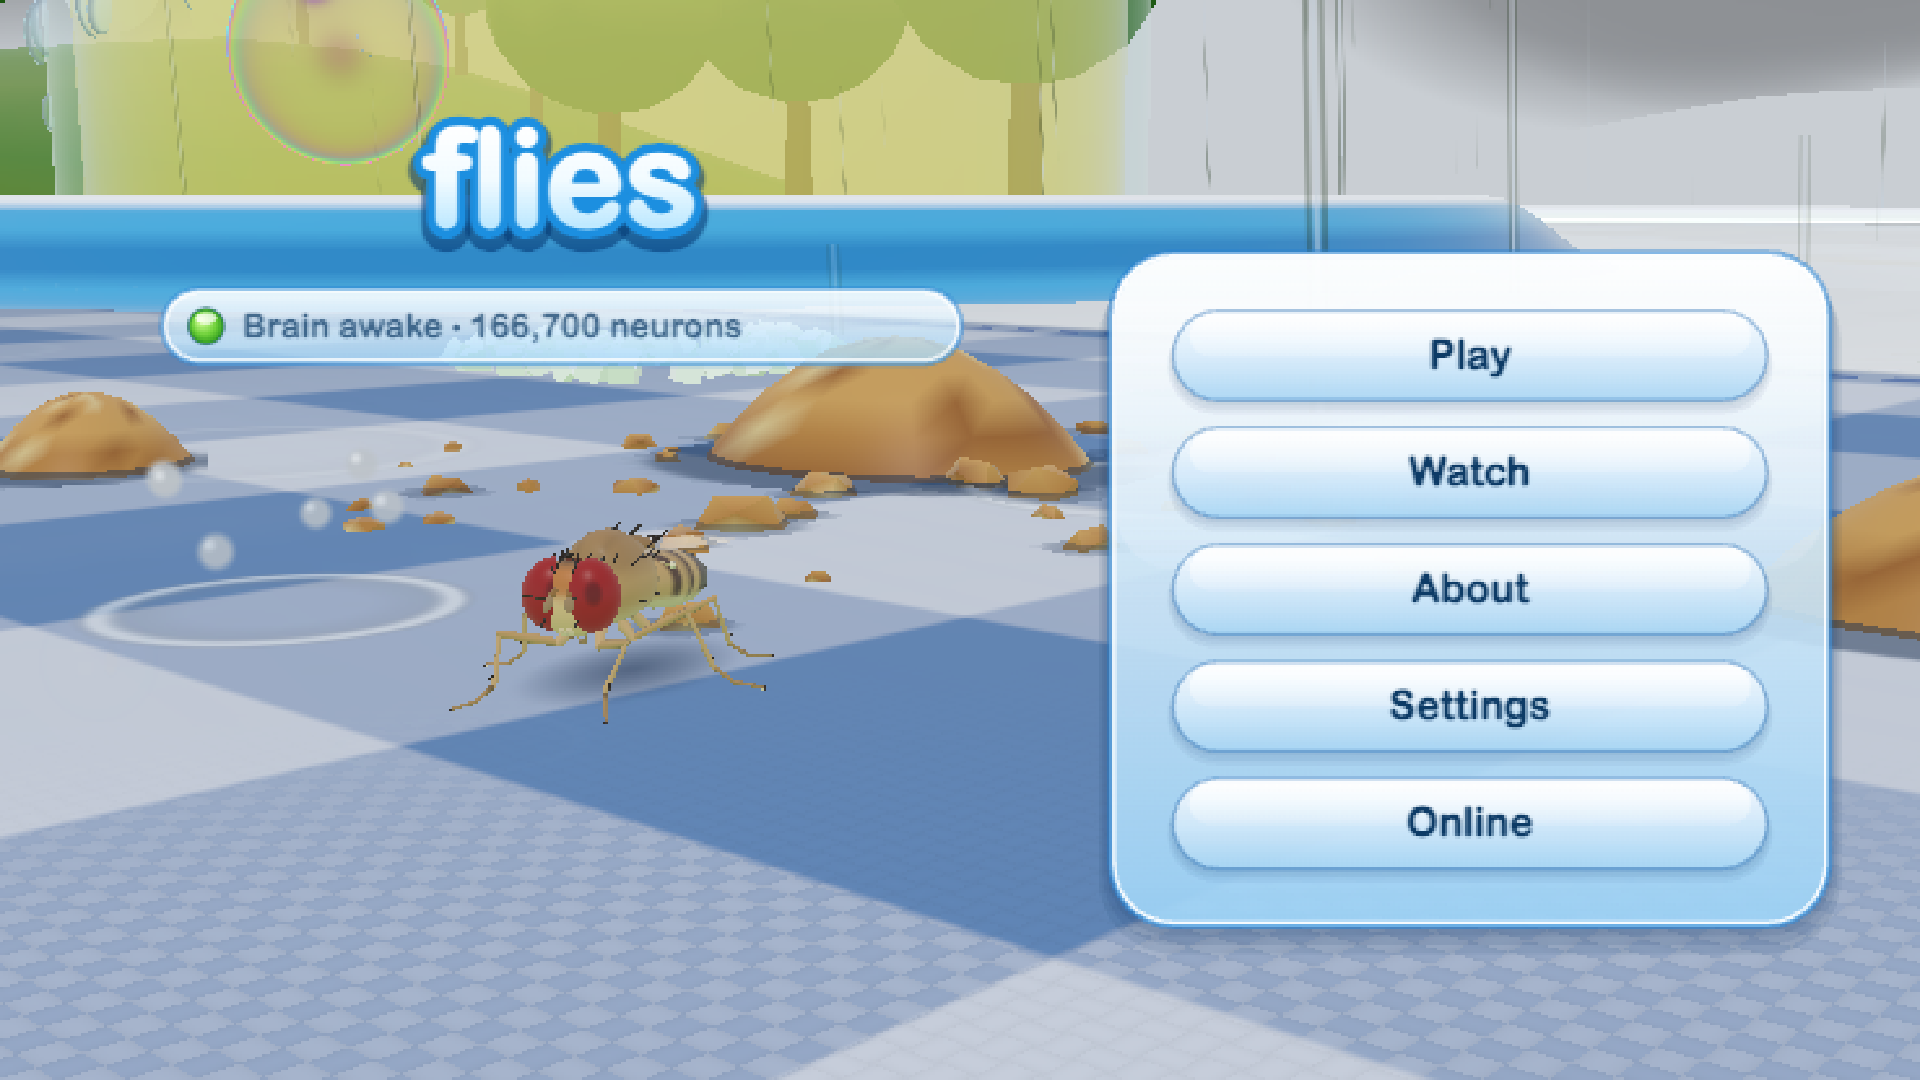 flies
Brain awake • 166,700 neurons
Play
Watch
About
Settings
Online